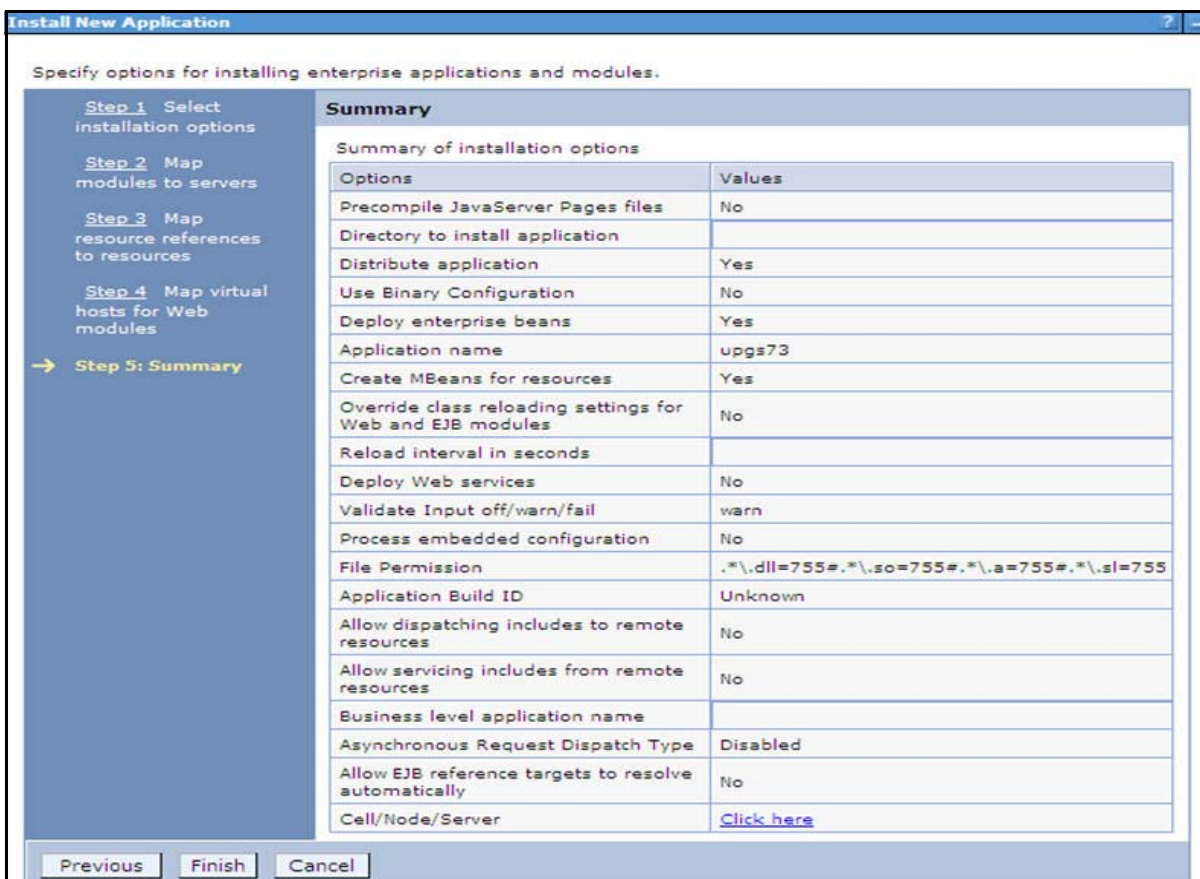 Install New Application
?
Specify options for installing enterprise applications and modules.
Step 1 Select
installation options
Step 2 Map
modules to servers
Step 3 Map
resource references
to resources
Step 4 Map virtual
hosts for Web
modules
Step 5: Summary
Summary
Summary of installation options
Options Values
Precompile JavaServer Pages files No
Directory to install application
Distribute application Yes
Use Binary Configuration No
Deploy enterprise beans Yes
Application name upgs73
Create MBeans for resources Yes
Override class reloading settings for
Web and EJB modules No
Reload interval in seconds
Deploy Web services No
Validate Input off/warn/fail warn
Process embedded configuration No
File Permission .*\.dll=755#.*\.so=755#.*\.a=755#.*\.sl=755
Application Build ID Unknown
Allow dispatching includes to remote
resources No
Allow servicing includes from remote
resources No
Business level application name
Asynchronous Request Dispatch Type Disabled
Allow EJB reference targets to resolve
automatically No
Cell/Node/Server Click here
Previous Finish Cancel